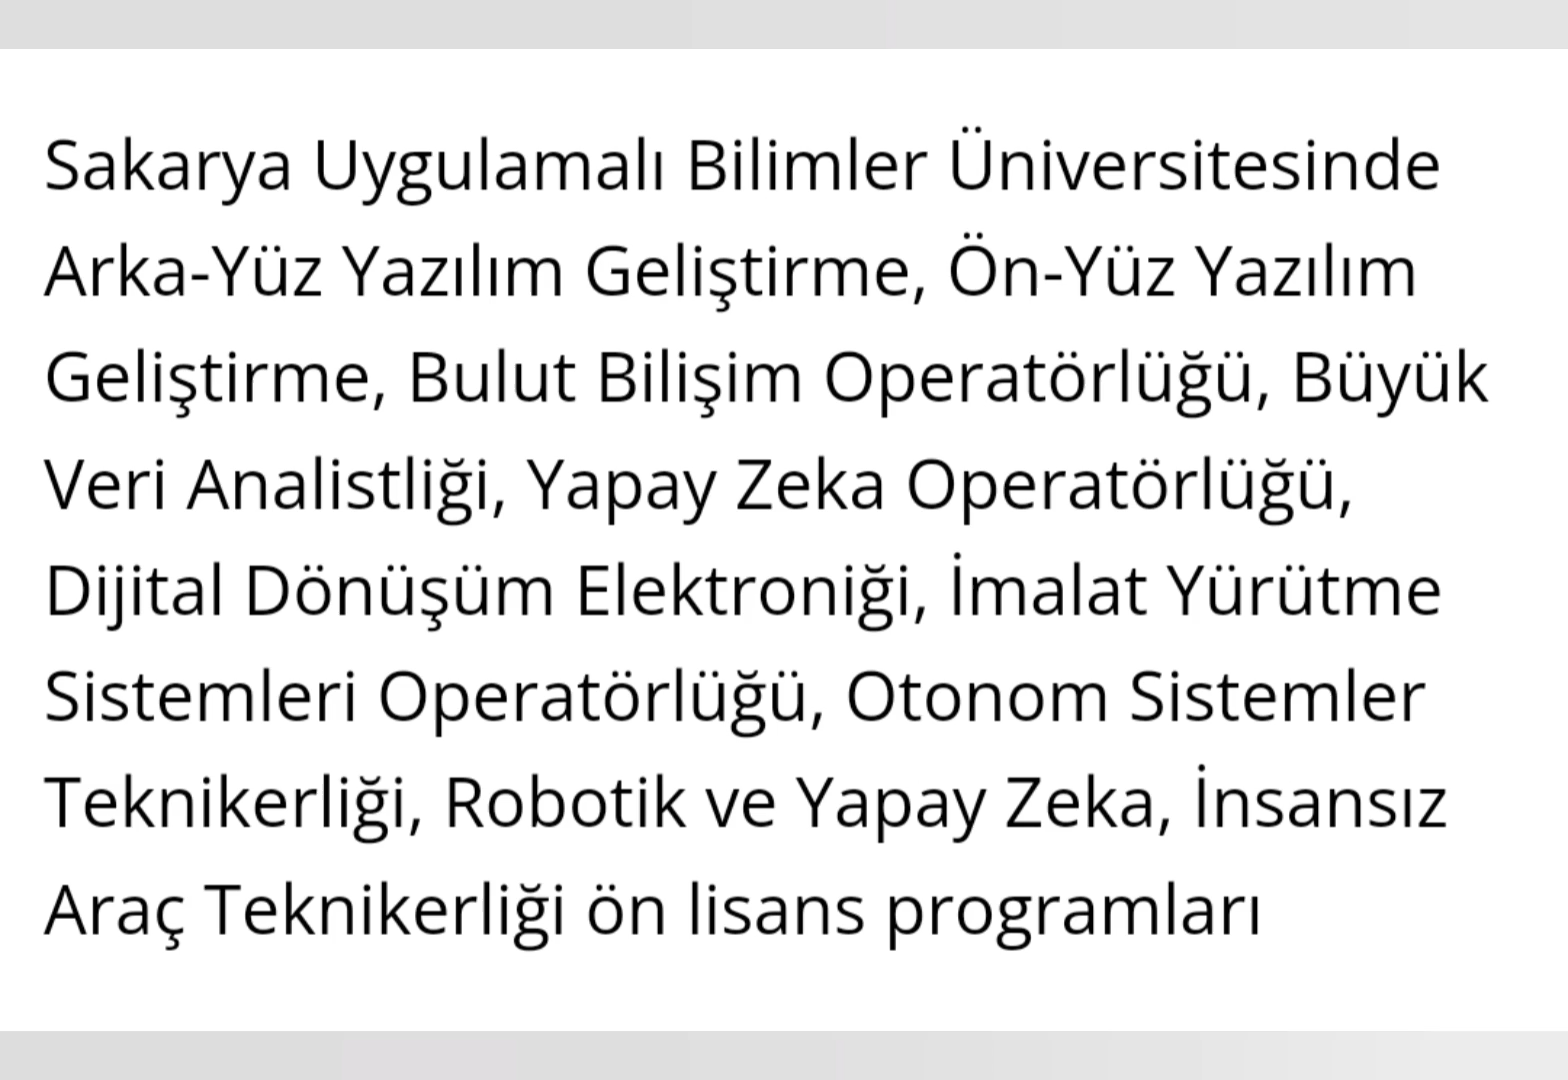 Sakarya Uygulamalı Bilimler Üniversitesinde
Arka-Yüz Yazılım Geliştirme, Ön-Yüz Yazılım
Geliştirme, Bulut Bilişim Operatörlüğü, Büyük
Veri Analistliği, Yapay Zeka Operatörlüğü,
Dijital Dönüşüm Elektroniği, İmalat Yürütme
Sistemleri Operatörlüğü, Otonom Sistemler
Teknikerliği, Robotik ve Yapay Zeka, İnsansız
Araç Teknikerliği ön lisans programları